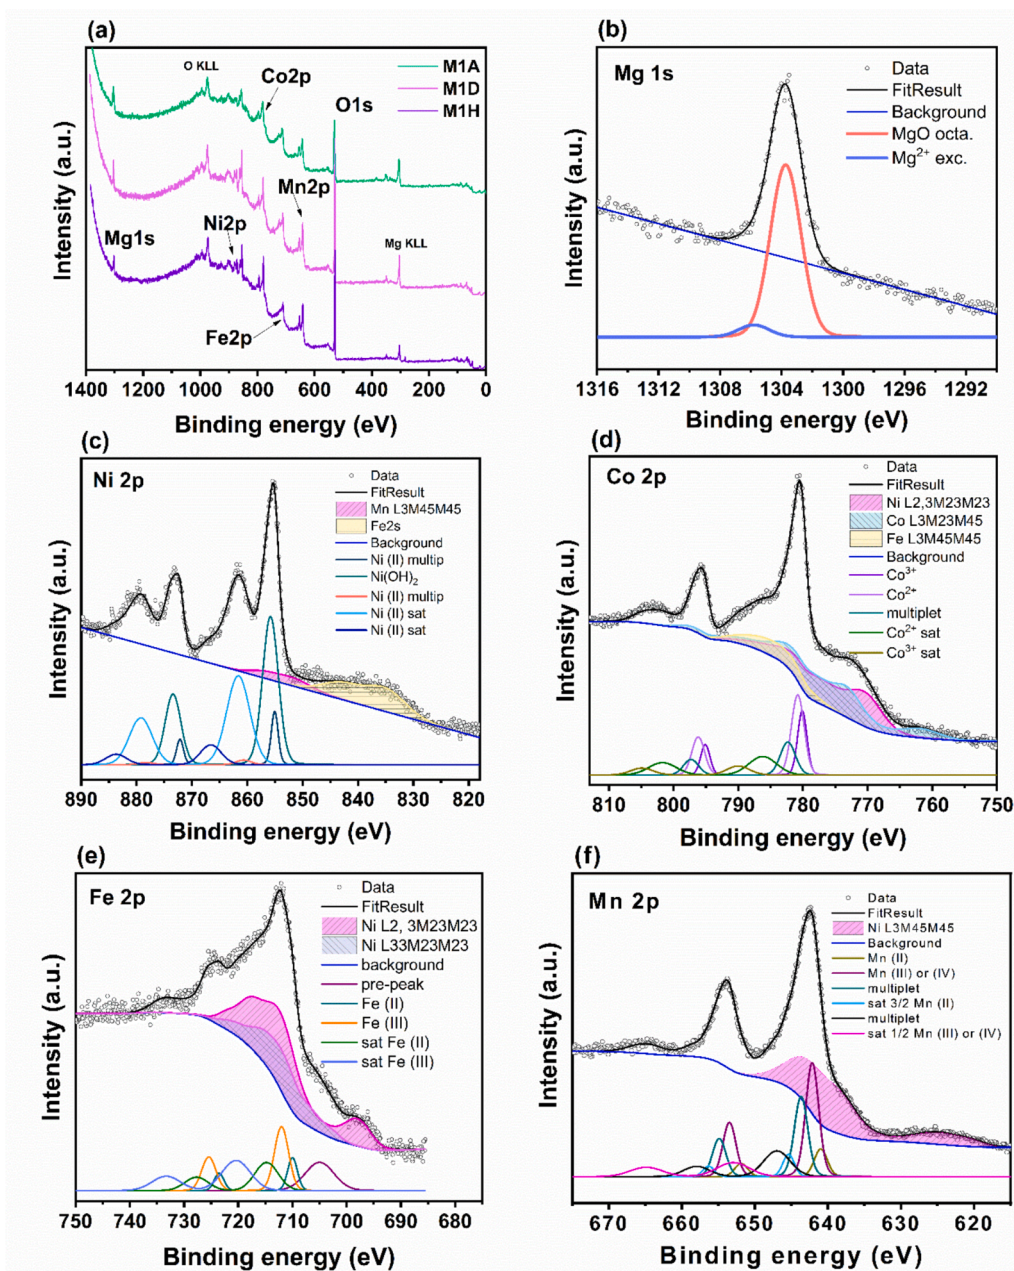 (a)
O KLL
Co2p
M1A
M1D
M1H
O1s
Mn2p
Ni2p
Mg1s
Mg KLL
Fe2p
Intensity (a.u.)
1400 1200 1000 800 600 400 200 0
Binding energy (eV)
(b)
Mg 1s
Data
FitResult
Background
MgO octa.
Mg2+ exc.
Intensity (a.u.)
1316 1312 1308 1304 1300 1296 1292
Binding energy (eV)
(c)
Ni 2p
Data
FitResult
Mn L3M45M45
Fe2s
Background
Ni (II) multip
Ni(OH)2
Ni (II) multip
Ni (II) sat
Ni (II) sat
Intensity (a.u.)
890 880 870 860 850 840 830 820
Binding energy (eV)
(d)
Co 2p
Data
FitResult
Ni L2,3M23M23
Co L3M23M45
Fe L3M45M45
Background
Co3+
Co2+
multiplet
Co2+ sat
Co3+ sat
Intensity (a.u.)
810 800 790 780 770 760 750
Binding energy (eV)
(e)
Fe 2p
Data
FitResult
Ni L2, 3M23M23
Ni L33M23M23
background
pre-peak
Fe (II)
Fe (III)
sat Fe (II)
sat Fe (III)
Intensity (a.u.)
750 740 730 720 710 700 690 680
Binding energy (eV)
(f)
Mn 2p
Data
FitResult
Ni L3M45M45
Background
Mn (II)
Mn (III) or (IV)
multiplet
sat 3/2 Mn (II)
multiplet
sat 1/2 Mn (III) or (IV)
Intensity (a.u.)
670 660 650 640 630 620
Binding energy (eV)